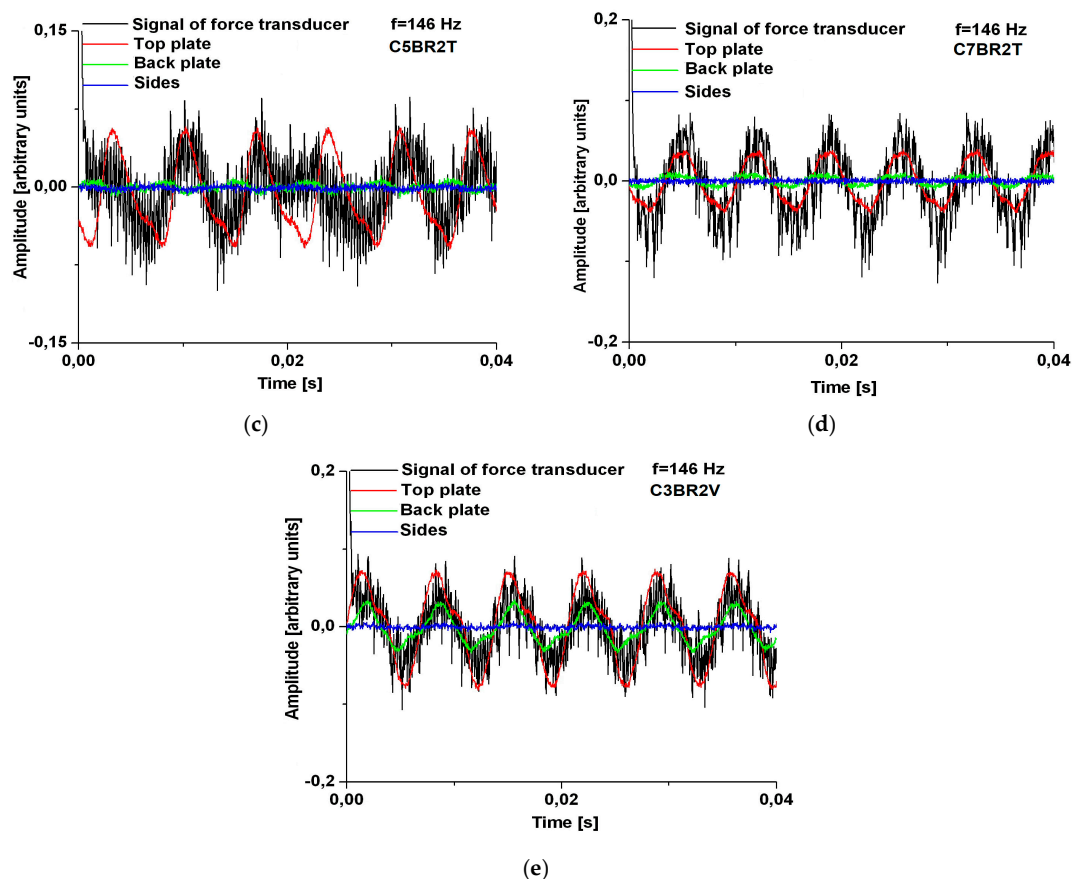 0,15
Signal of force transducer
f=146 Hz
Top plate
C5BR2T
Back plate
Sides
0,00
-0,15
Amplitude [arbitrary units]
0,00
0,02
0,04
Time [s]
(c)
0,2
Signal of force transducer
f=146 Hz
Top plate
C7BR2T
Back plate
Sides
0,0
-0,2
Amplitude [arbitrary units]
0,00
0,02
0,04
Time [s]
(d)
0,2
Signal of force transducer
f=146 Hz
Top plate
C3BR2V
Back plate
Sides
0,0
-0,2
Amplitude [arbitrary units]
0,00
0,02
0,04
Time [s]
(e)